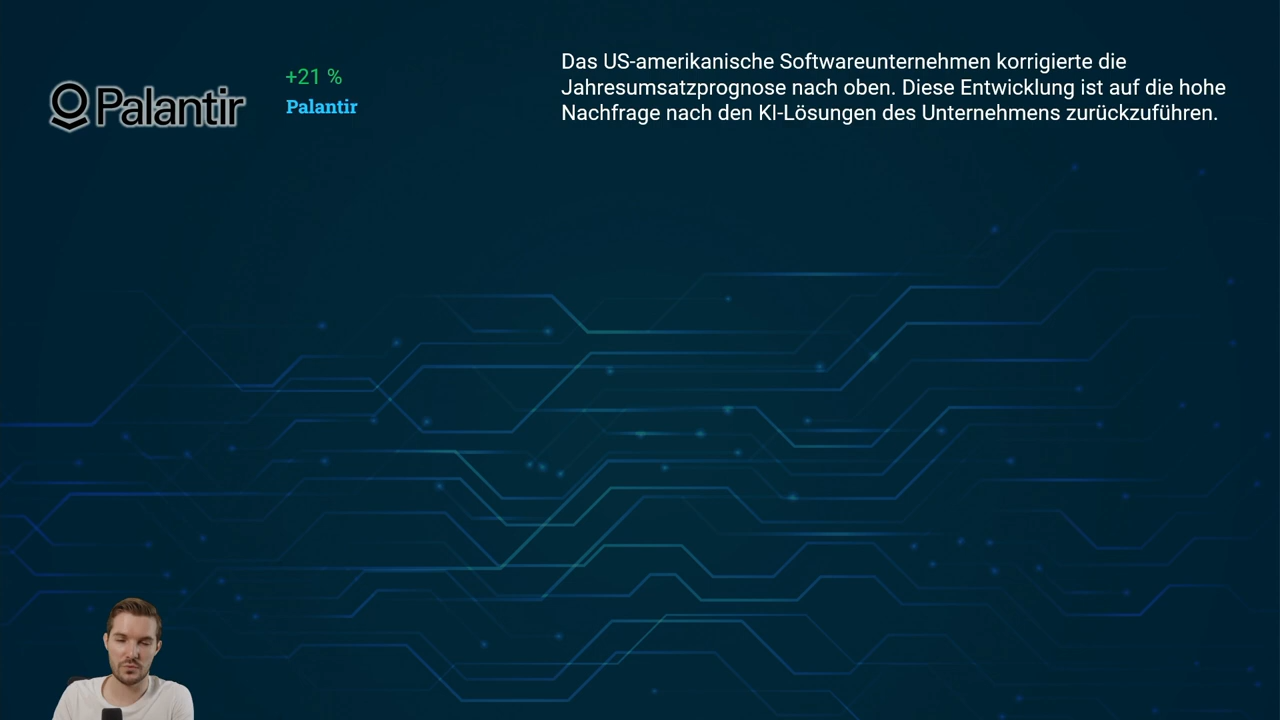 Palantir
+21 %
Palantir
Das US-amerikanische Softwareunternehmen korrigierte die
Jahresumsatzprognose nach oben. Diese Entwicklung ist auf die hohe
Nachfrage nach den KI-Lösungen des Unternehmens zurückzuführen.